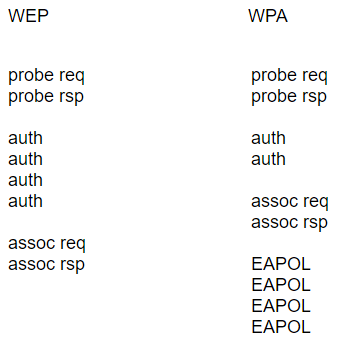 WEP
probe req
probe rsp
auth
auth
auth
auth
assoc req
assoc rsp
WPA
probe req
probe rsp
auth
auth
assoc req
assoc rsp
EAPOL
EAPOL
EAPOL
EAPOL